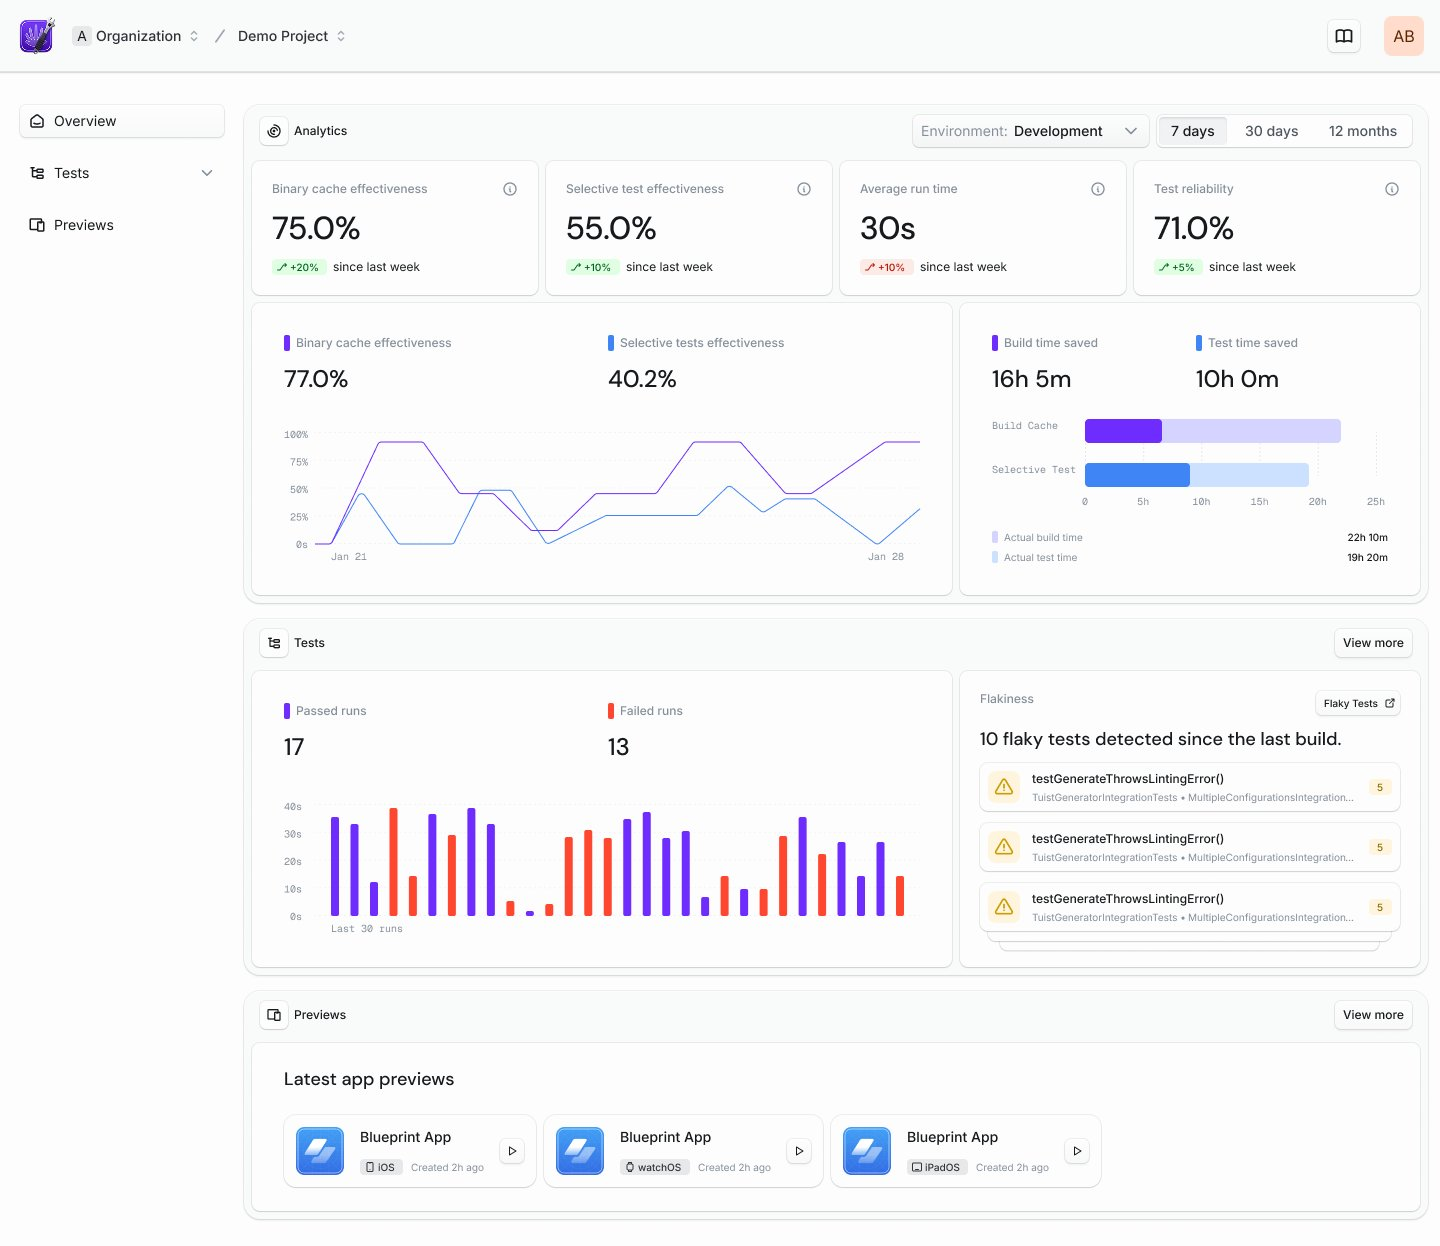 A Organization / Demo Project
AB
Overview
Tests
Previews
Analytics
Environment: Development
7 days 30 days 12 months
Binary cache effectiveness
75.0%
+20% since last week
Selective test effectiveness
55.0%
+10% since last week
Average run time
30s
+10% since last week
Test reliability
71.0%
+5% since last week
Binary cache effectiveness
77.0%
Selective tests effectiveness
40.2%
100%
75%
50%
25%
0s
Jan 21 Jan 28
Build time saved
16h 5m
Test time saved
10h 0m
Build Cache
Selective Test
0 5h 10h 15h 20h 25h
Actual build time 22h 10m
Actual test time 19h 20m
Tests
View more
Passed runs
17
Failed runs
13
40s
30s
20s
10s
0s
Last 30 runs
Flakiness
Flaky Tests
10 flaky tests detected since the last build.
testGenerateThrowsLintingError()
TuistGeneratorIntegrationTests • MultipleConfigurationsIntegration...
5
testGenerateThrowsLintingError()
TuistGeneratorIntegrationTests • MultipleConfigurationsIntegration...
5
testGenerateThrowsLintingError()
TuistGeneratorIntegrationTests • MultipleConfigurationsIntegration...
5
Previews
View more
Latest app previews
Blueprint App
iOS Created 2h ago
Blueprint App
watchOS Created 2h ago
Blueprint App
iPadOS Created 2h ago